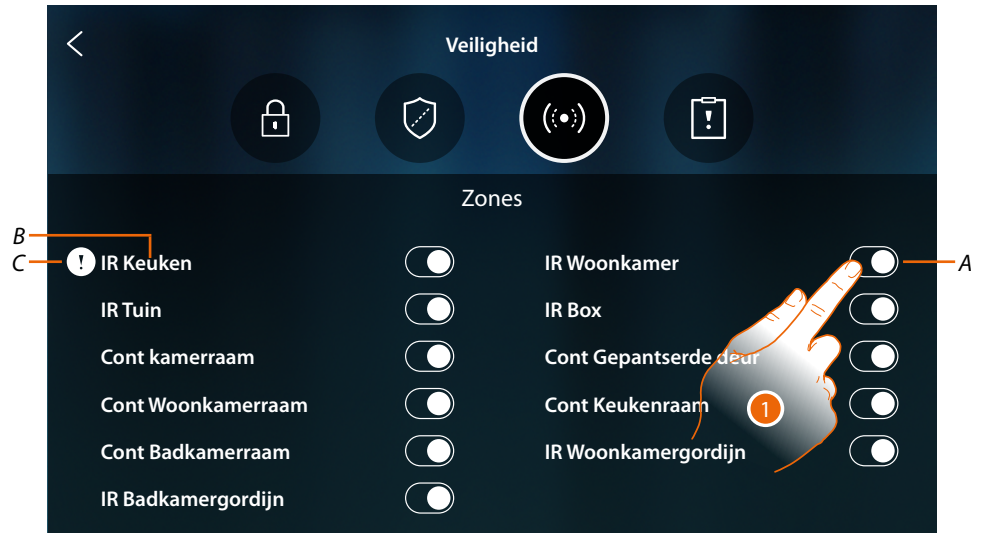 Veiligheid
Zones
B
C
! IR Keuken
IR Woonkamer
A
IR Tuin
IR Box
Cont kamerraam
Cont Gepantserde deur
Cont Woonkamerraam
Cont Keukenraam
1
Cont Badkamerraam
IR Woonkamergordijn
IR Badkamergordijn